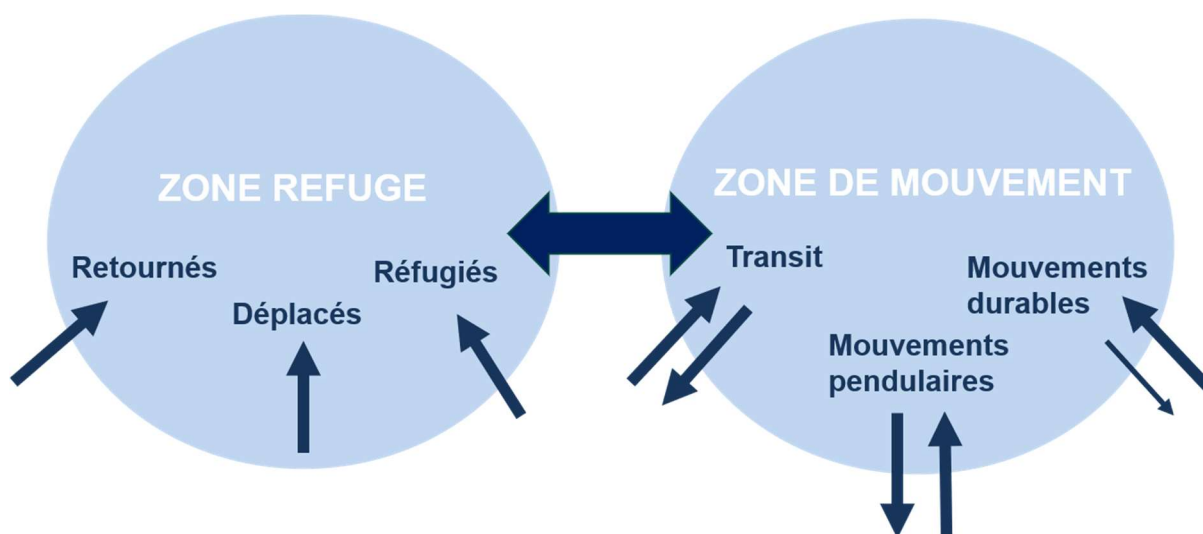 ZONE REFUGE
Retournés
Déplacés
Réfugiés
ZONE DE MOUVEMENT
Transit
Mouvements
pendulaires
Mouvements
durables